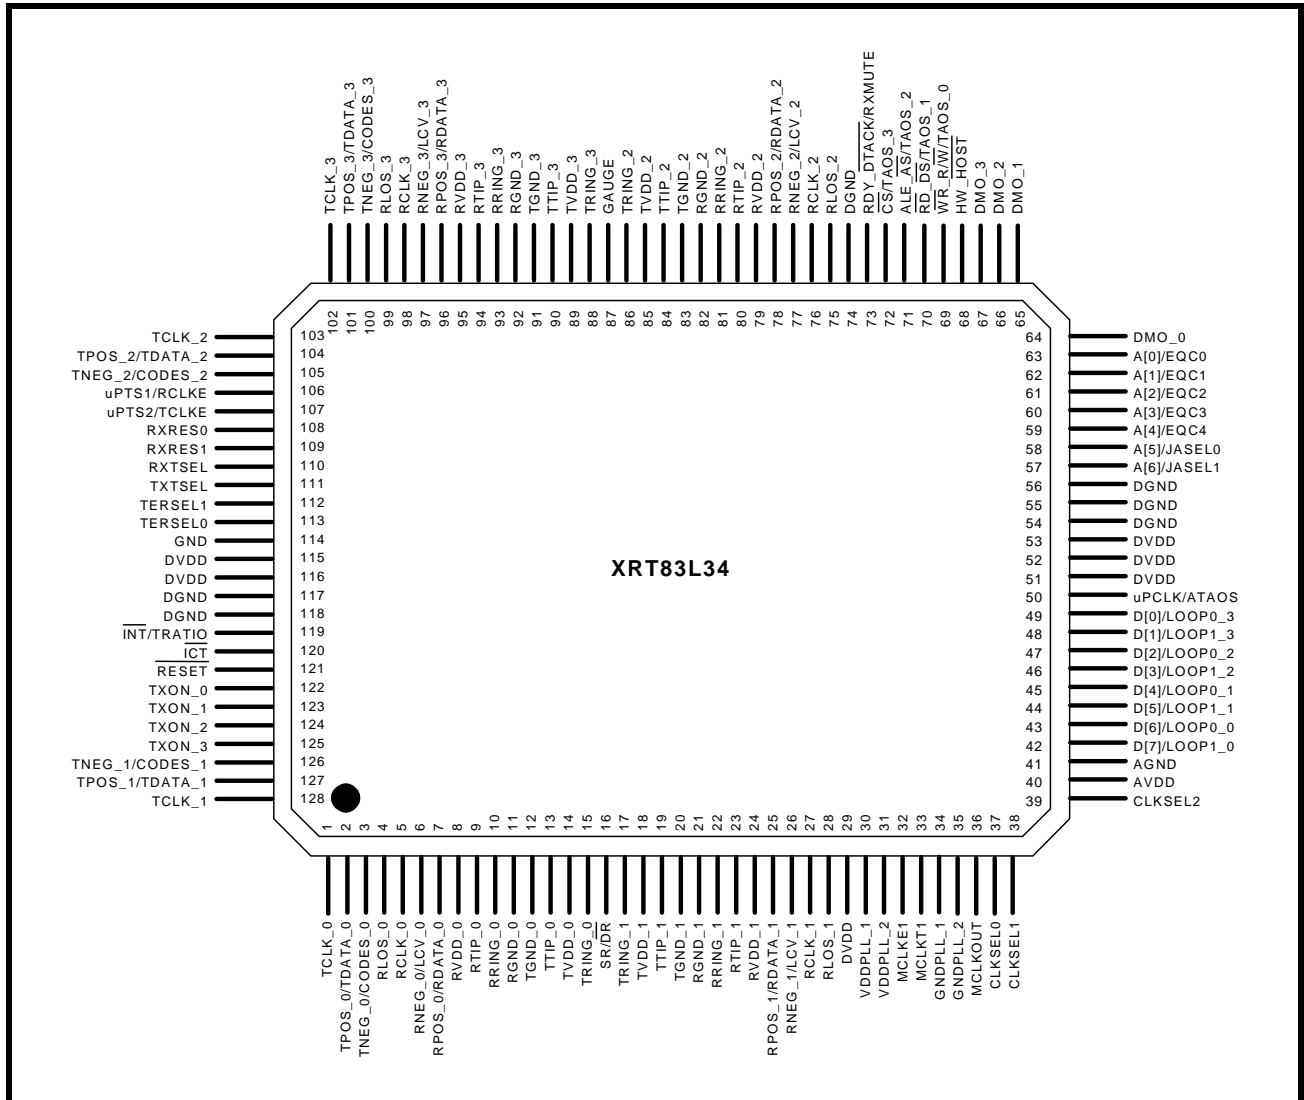 TCLK_3
TPOS_3/TDATA_3
TNEG_3/CODES_3
RLOS_3
RCLK_3
RNEG_3/LCV_3
RPOS_3/RDATA_3
RVDD_3
RTIP_3
RRING_3
RGND_3
TGND_3
TTIP_3
TVDD_3
TRING_3
GAUGE
TRING_2
TVDD_2
TTIP_2
TGND_2
RGND_2
RRING_2
RTIP_2
RVDD_2
RPOS_2/RDATA_2
RNEG_2/LCV_2
RCLK_2
RLOS_2
DGND
RDY_DTACK/RXMUTE
CS/TAOS_3
ALE_AS/TAOS_2
RD_DS/TAOS_1
WR_R/W/TAOS_0
HW_HOST
DMO_3
DMO_2
DMO_1
102
101
100
99
98
97
96
95
94
93
92
91
90
89
88
87
86
85
84
83
82
81
80
79
78
77
76
75
74
73
72
71
70
69
68
67
66
65
TCLK_2 103
TPOS_2/TDATA_2 104
TNEG_2/CODES_2 105
uPTS1/RCLKE 106
uPTS2/TCLKE 107
RXRES0 108
RXRES1 109
RXTSEL 110
TXTSEL 111
TERSEL1 112
TERSEL0 113
GND 114
DVDD 115
DVDD 116
DGND 117
DGND 118
INT/TRATIO 119
ICT 120
RESET 121
TXON_0 122
TXON_1 123
TXON_2 124
TXON_3 125
TNEG_1/CODES_1 126
TPOS_1/TDATA_1 127
TCLK_1 128
XRT83L34
64 DMO_0
63 A[0]/EQC0
62 A[1]/EQC1
61 A[2]/EQC2
60 A[3]/EQC3
59 A[4]/EQC4
58 A[5]/JASEL0
57 A[6]/JASEL1
56 DGND
55 DGND
54 DGND
53 DVDD
52 DVDD
51 DVDD
50 uPCLK/ATAOS
49 D[0]/LOOP0_3
48 D[1]/LOOP1_3
47 D[2]/LOOP0_2
46 D[3]/LOOP1_2
45 D[4]/LOOP0_1
44 D[5]/LOOP1_1
43 D[6]/LOOP0_0
42 D[7]/LOOP1_0
41 AGND
40 AVDD
39 CLKSEL2
1
2
3
4
5
6
7
8
9
10
11
12
13
14
15
16
17
18
19
20
21
22
23
24
25
26
27
28
29
30
31
32
33
34
35
36
37
38
TCLK_0
TPOS_0/TDATA_0
TNEG_0/CODES_0
RLOS_0
RCLK_0
RNEG_0/LCV_0
RPOS_0/RDATA_0
RVDD_0
RTIP_0
RRING_0
RGND_0
TGND_0
TTIP_0
TVDD_0
TRING_0
SR/DR
TRING_1
TVDD_1
TTIP_1
TGND_1
RGND_1
RRING_1
RTIP_1
RVDD_1
RPOS_1/RDATA_1
RNEG_1/LCV_1
RCLK_1
RLOS_1
DVDD
VDDPLL_1
VDDPLL_2
MCLKE1
MCLKT1
GNDPLL_1
GNDPLL_2
MCLKOUT
CLKSEL0
CLKSEL1